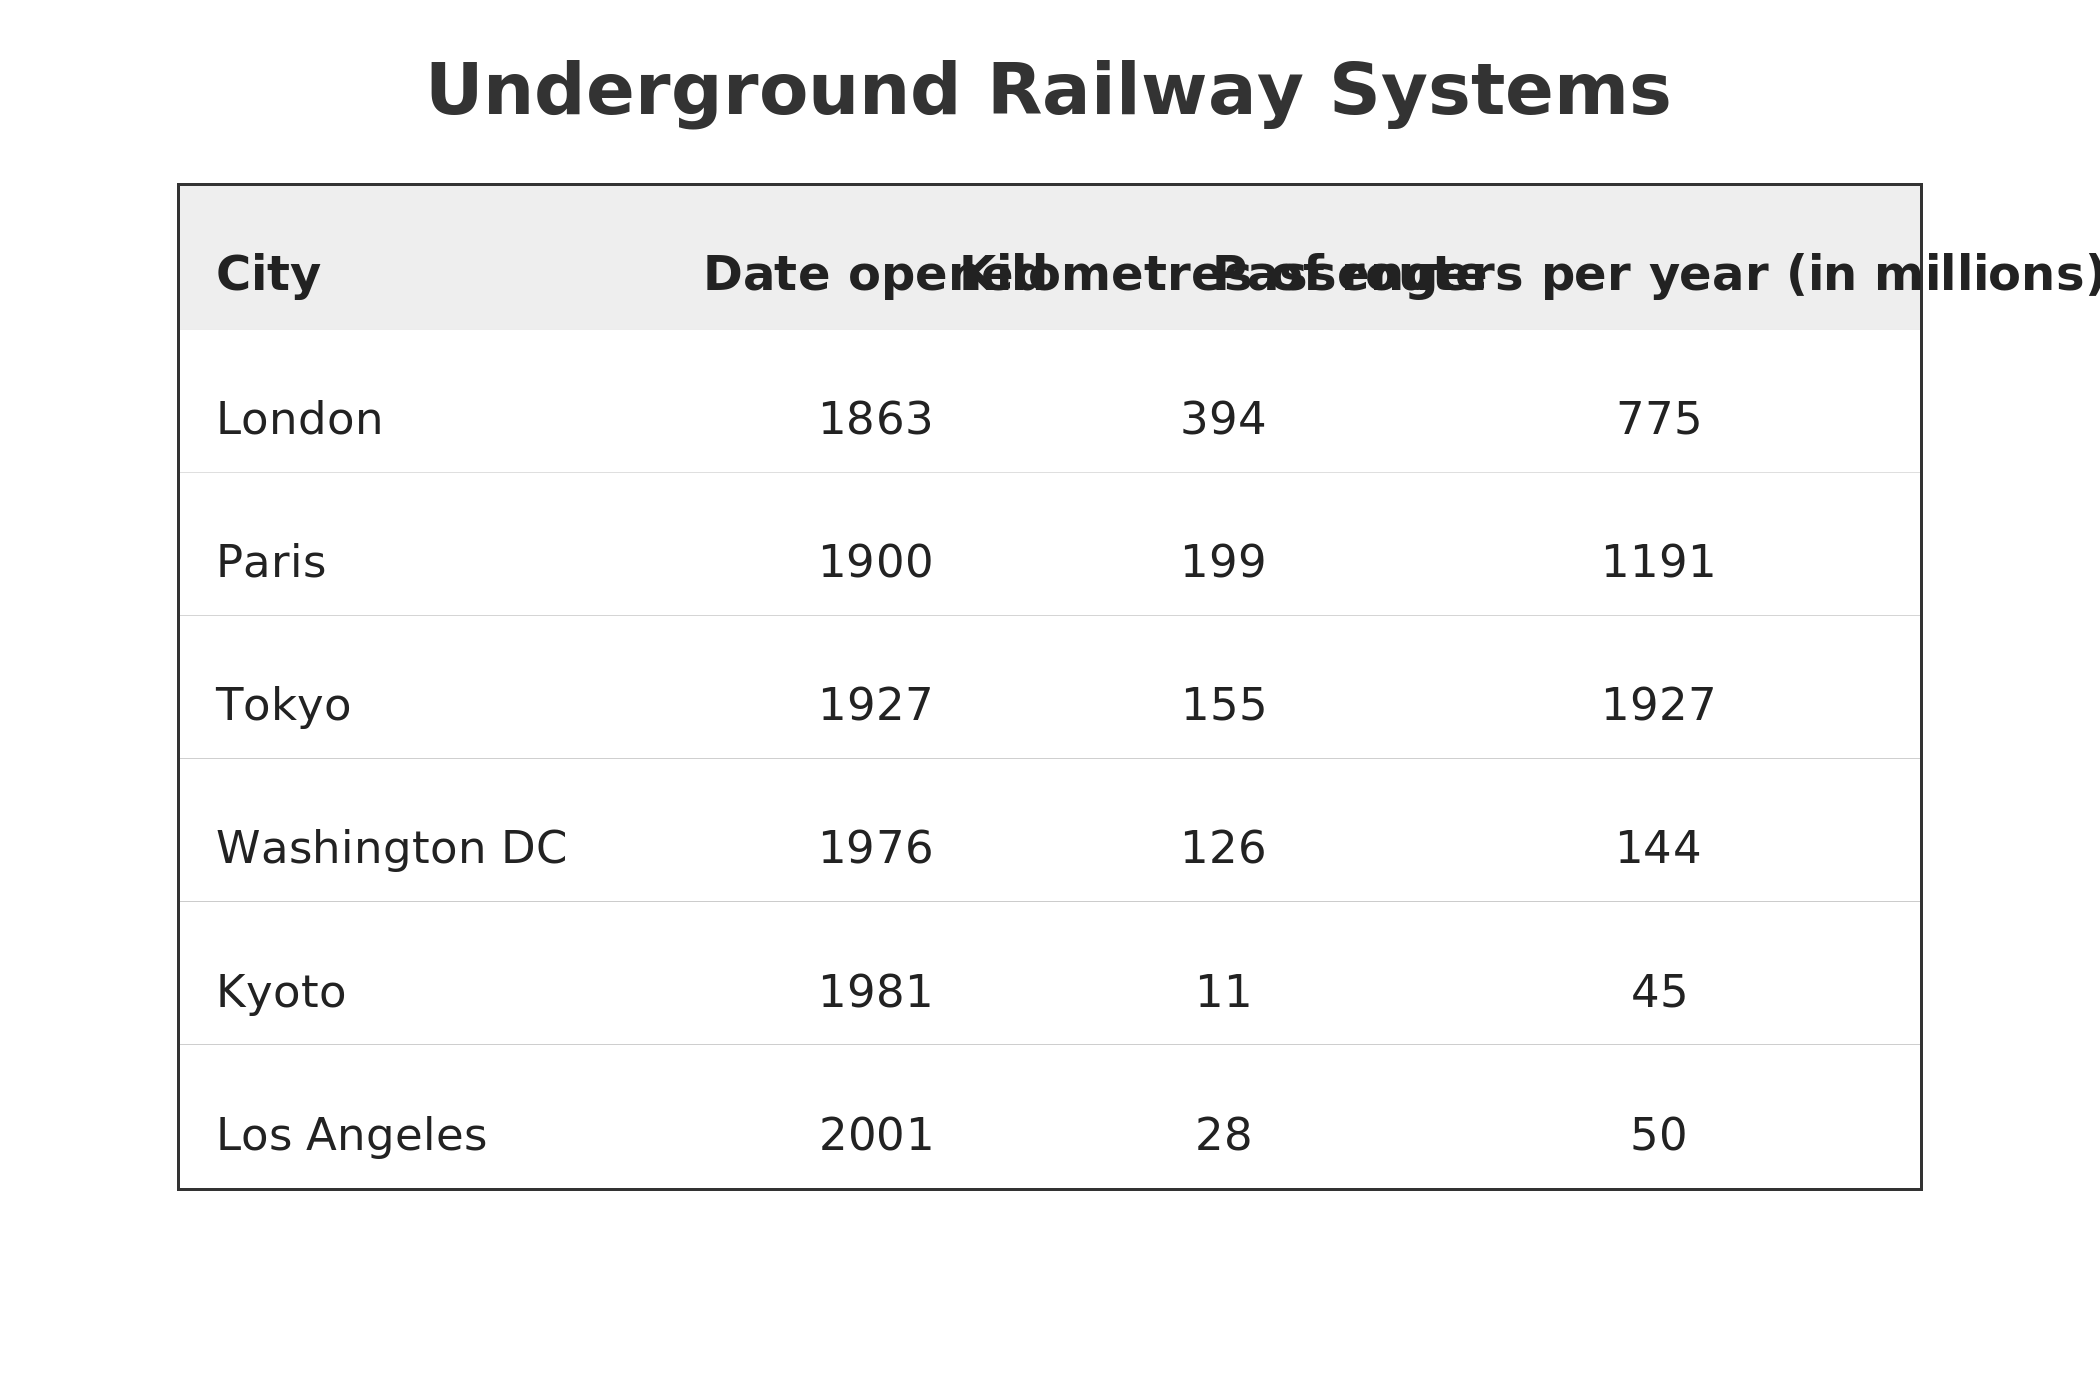 Underground Railway Systems
City Date opened Kilometres of route Passengers per year (in millions)
London 1863 394 775
Paris 1900 199 1191
Tokyo 1927 155 1927
Washington DC 1976 126 144
Kyoto 1981 11 45
Los Angeles 2001 28 50